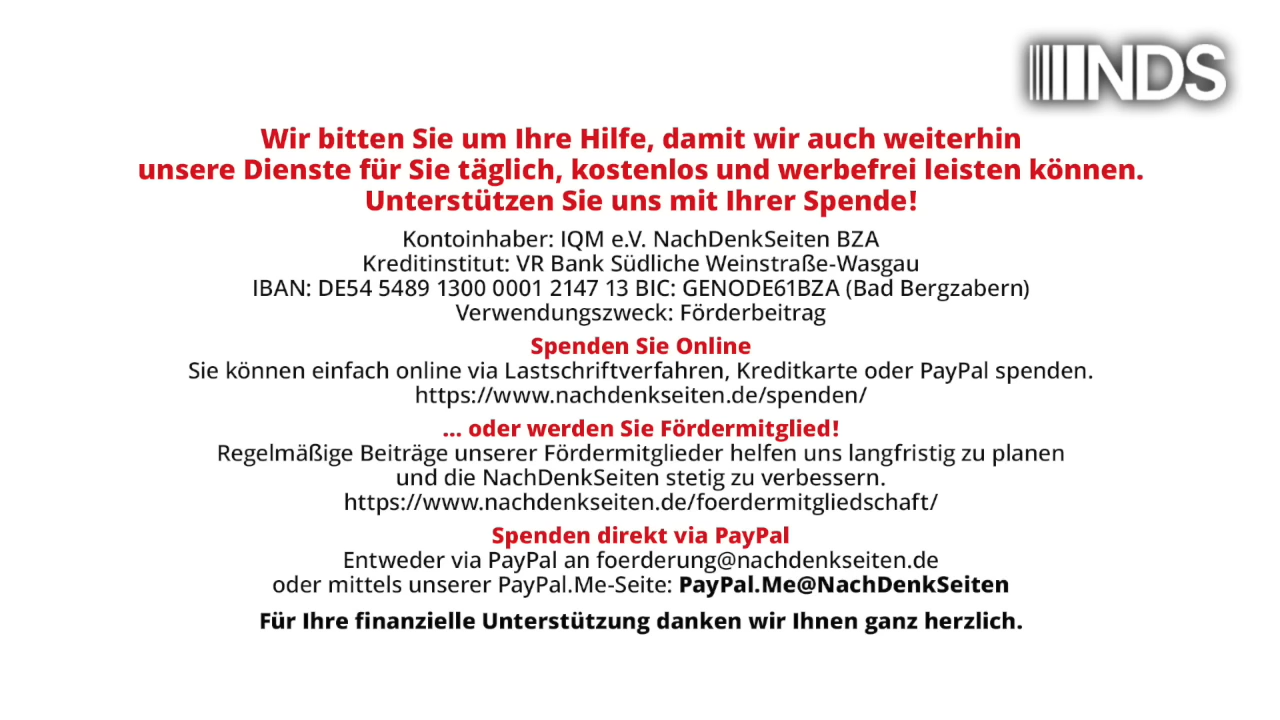 NDS
Wir bitten Sie um Ihre Hilfe, damit wir auch weiterhin
unsere Dienste für Sie täglich, kostenlos und werbefrei leisten können.
Unterstützen Sie uns mit Ihrer Spende!
Kontoinhaber: IQM e.V. NachDenkSeiten BZA
Kreditinstitut: VR Bank Südliche Weinstraße-Wasgau
IBAN: DE54 5489 1300 0001 2147 13 BIC: GENODE61BZA (Bad Bergzabern)
Verwendungszweck: Förderbeitrag
Spenden Sie Online
Sie können einfach online via Lastschriftverfahren, Kreditkarte oder PayPal spenden.
https://www.nachdenkseiten.de/spenden/
... oder werden Sie Fördermitglied!
Regelmäßige Beiträge unserer Fördermitglieder helfen uns langfristig zu planen
und die NachDenkSeiten stetig zu verbessern.
https://www.nachdenkseiten.de/foerdermitgliedschaft/
Spenden direkt via PayPal
Entweder via PayPal an foerderung@nachdenkseiten.de
oder mittels unserer PayPal.Me-Seite: PayPal.Me@NachDenkSeiten
Für Ihre finanzielle Unterstützung danken wir Ihnen ganz herzlich.